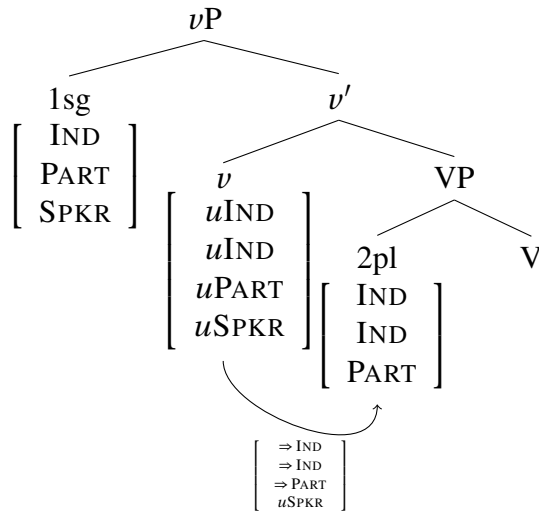 vP
1sg
IND
PART
SPKR
v′
v
uIND
uIND
uPART
uSPKR
VP
2pl
IND
IND
PART
V
⇒ IND
⇒ IND
⇒ PART
uSPKR